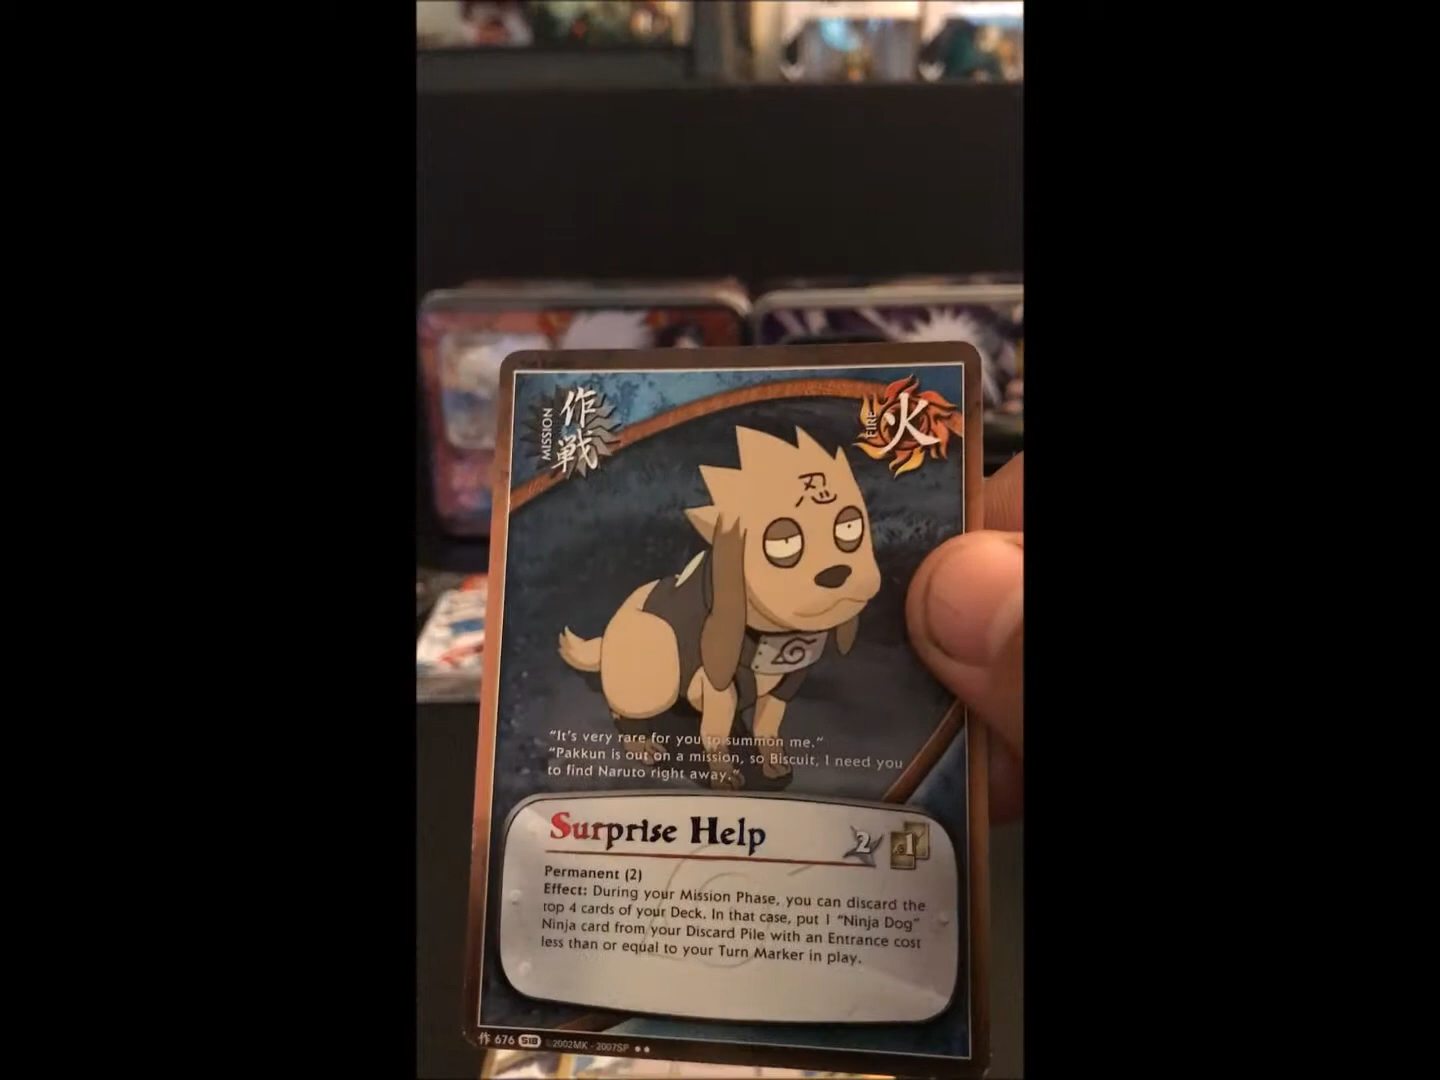 MISSION
作戦
FIRE
火
忍
“It's very rare for you to summon me.”
“Pakkun is out on a mission, so Biscuit, I need you
to find Naruto right away.”
Surprise Help
2
1
Permanent (2)
Effect: During your Mission Phase, you can discard the
top 4 cards of your Deck. In that case, put 1 “Ninja Dog”
Ninja card from your Discard Pile with an Entrance cost
less than or equal to your Turn Marker in play.
作 676 S18 ©2002MK - 2007SP